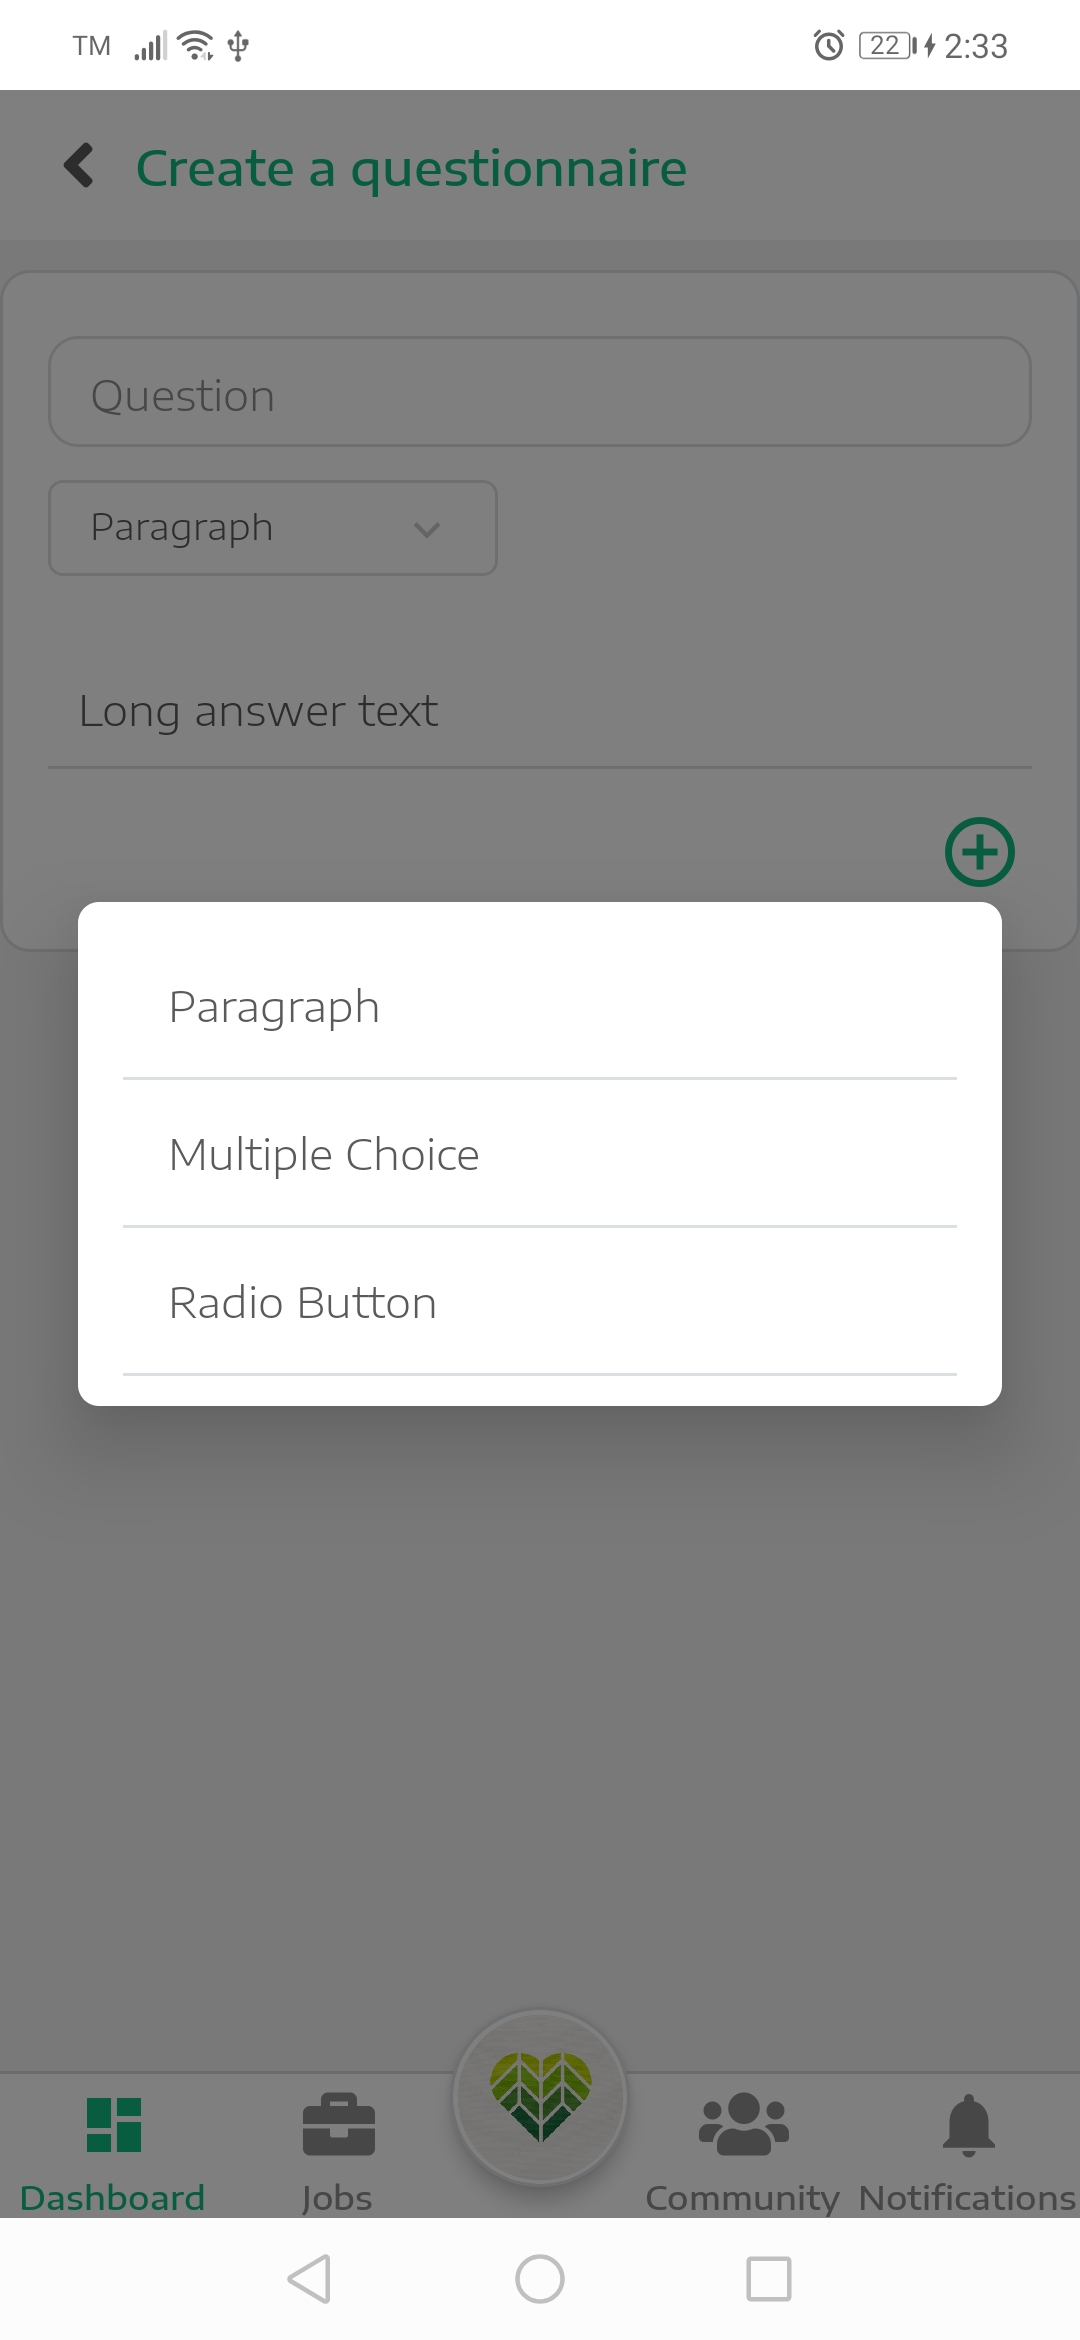 TM 22 2:33
Create a questionnaire
Question
Paragraph
Long answer text
Paragraph
Multiple Choice
Radio Button
Dashboard Jobs Community Notifications